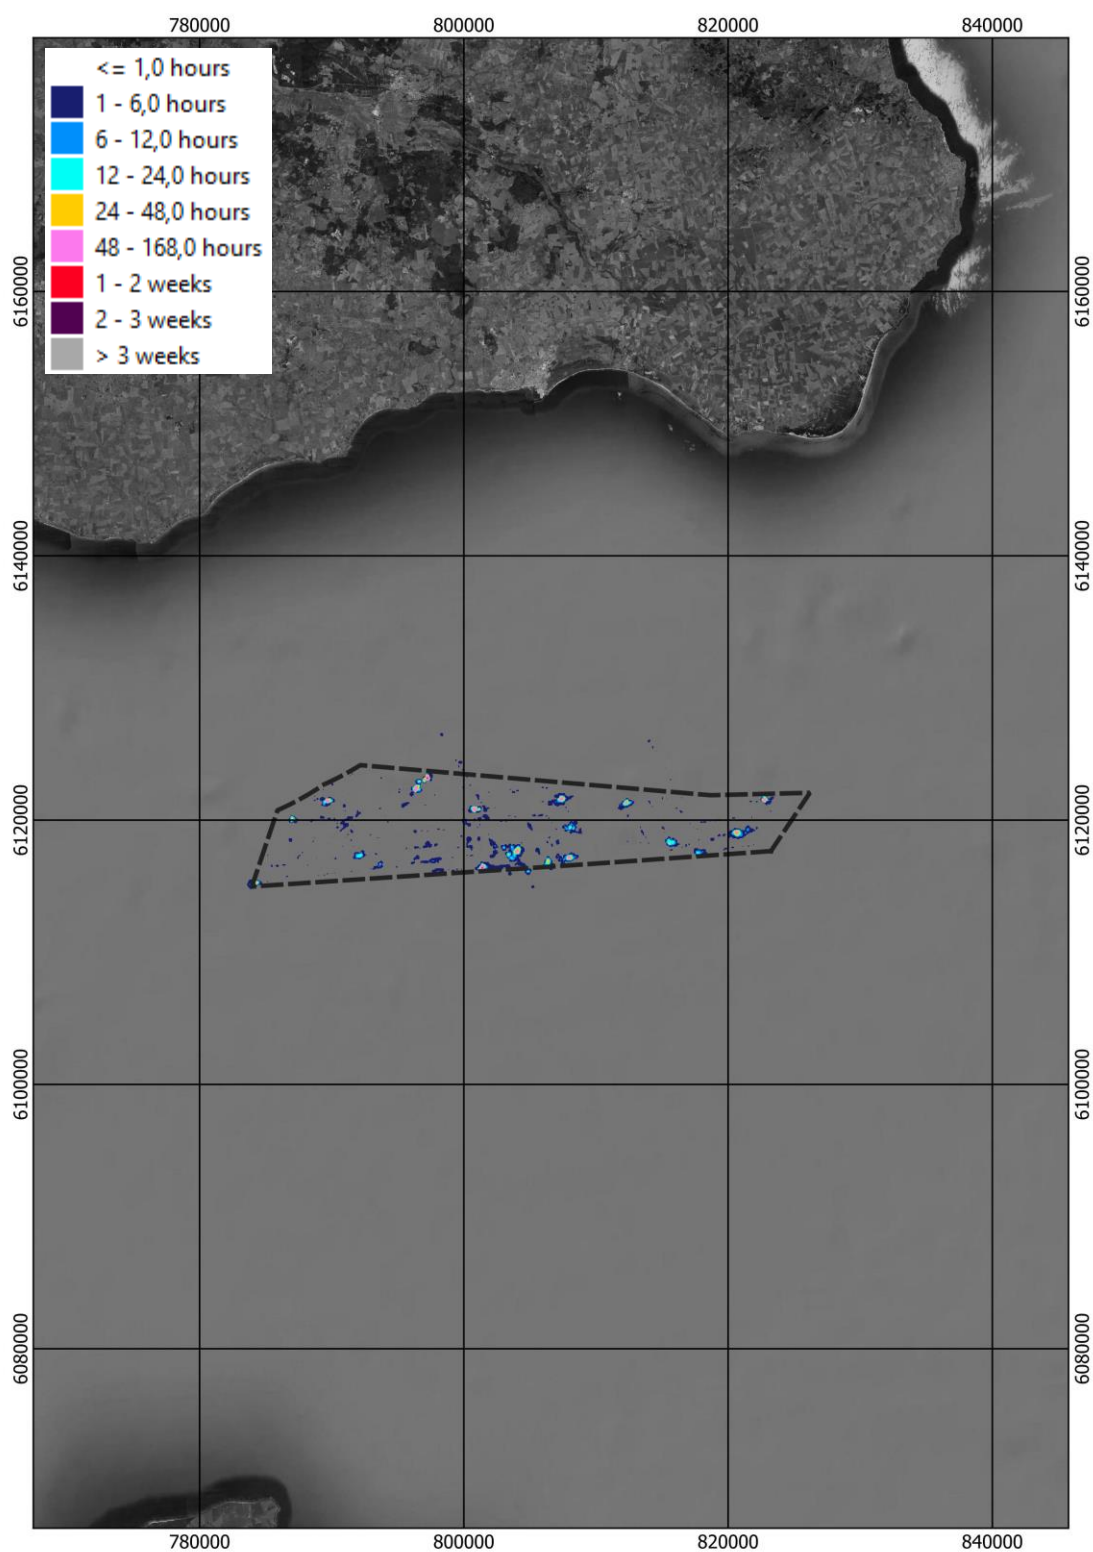 780000 800000 820000 840000
<= 1,0 hours
1 - 6,0 hours
6 - 12,0 hours
12 - 24,0 hours
24 - 48,0 hours
48 - 168,0 hours
1 - 2 weeks
2 - 3 weeks
> 3 weeks
6160000 6160000
6140000 6140000
6120000 6120000
6100000 6100000
6080000 6080000
780000 800000 820000 840000